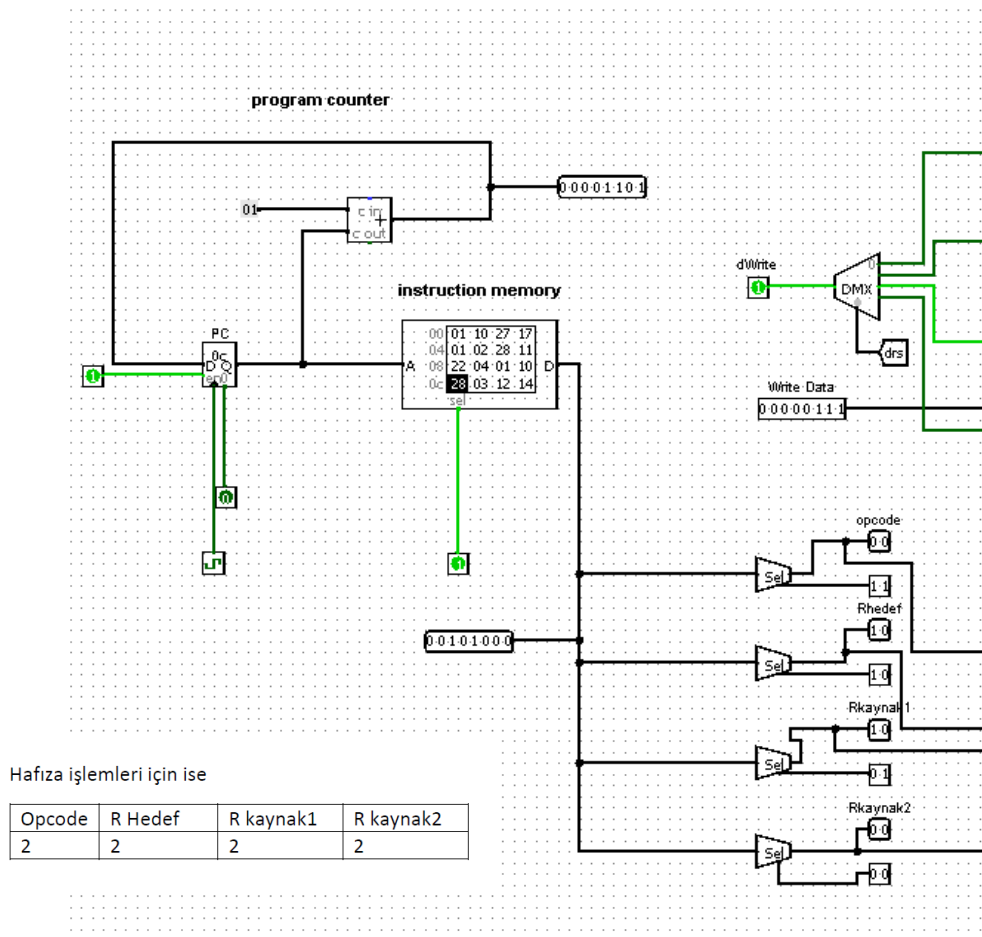 program counter
0 0 0 0 1 1 0 1
01
c in
+
c out
dWrite
1
0
DMX
drs
instruction memory
PC
0c
D Q
en 0
1
A
00 01 10 27 17
04 01 02 28 11
08 22 04 01 10
0c 28 03 12 14
D
sel
Write Data
0 0 0 0 0 1 1 1
opcode
0 0
Sel
1 1
Rhedef
1 0
0 0 1 0 1 0 0 0
Sel
1 0
Rkaynak1
1 0
Sel
0 1
Hafıza işlemleri için ise
Rkaynak2
0 0
Opcode R Hedef R kaynak1 R kaynak2
2 2 2 2
Sel
0 0